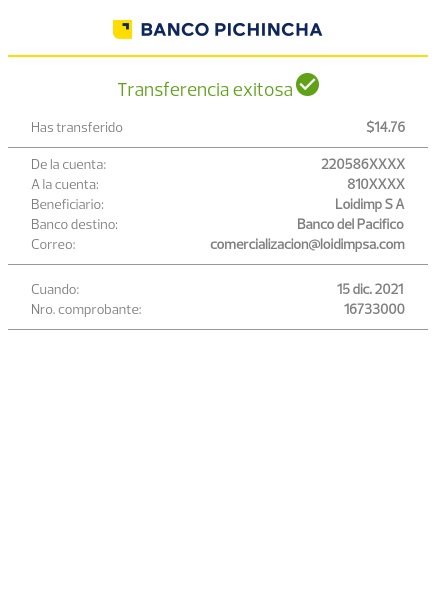 BANCO PICHINCHA
Transferencia exitosa
Has transferido $14.76
De la cuenta: 220586XXXX
A la cuenta: 810XXXX
Beneficiario: Loidimp S A
Banco destino: Banco del Pacifico
Correo: comercializacion@loidimpsa.com
Cuando: 15 dic. 2021
Nro. comprobante: 16733000